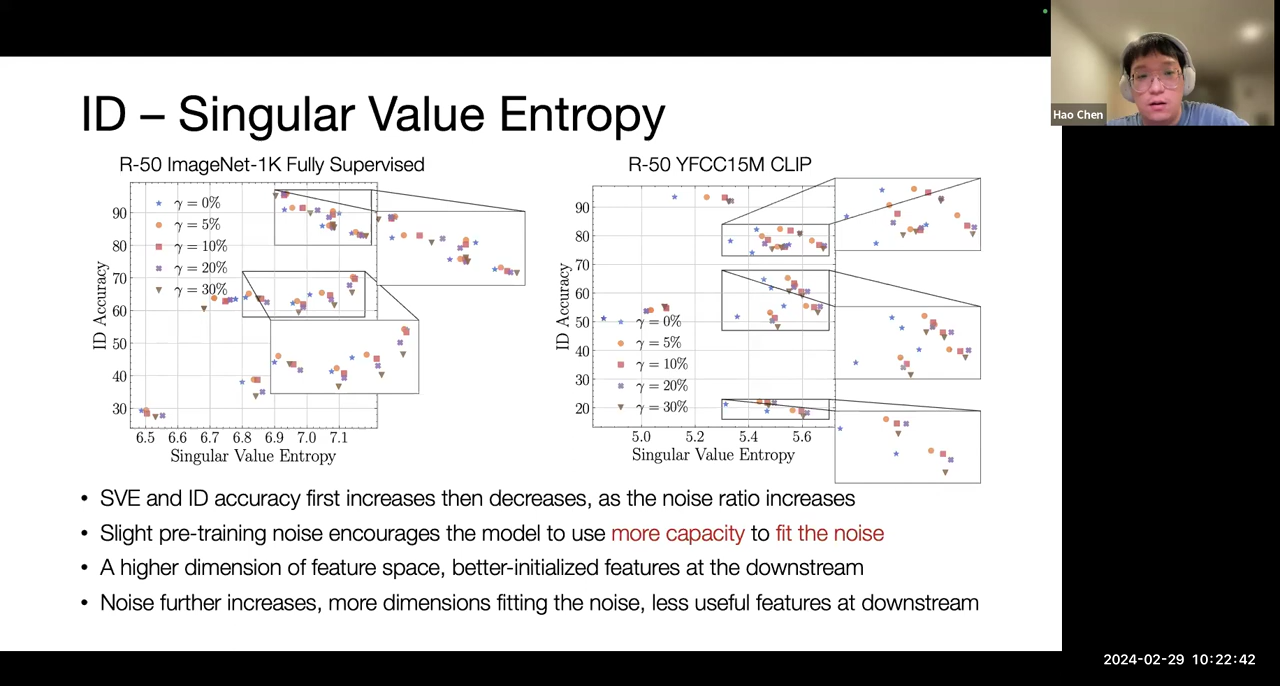 Hao Chen
ID – Singular Value Entropy
R-50 ImageNet-1K Fully Supervised
ID Accuracy
90
80
70
60
50
40
30
γ = 0%
γ = 5%
γ = 10%
γ = 20%
γ = 30%
6.5 6.6 6.7 6.8 6.9 7.0 7.1
Singular Value Entropy
R-50 YFCC15M CLIP
ID Accuracy
90
80
70
60
50
40
30
20
γ = 0%
γ = 5%
γ = 10%
γ = 20%
γ = 30%
5.0 5.2 5.4 5.6
Singular Value Entropy
• SVE and ID accuracy first increases then decreases, as the noise ratio increases
• Slight pre-training noise encourages the model to use more capacity to fit the noise
• A higher dimension of feature space, better-initialized features at the downstream
• Noise further increases, more dimensions fitting the noise, less useful features at downstream
2024-02-29 10:22:42